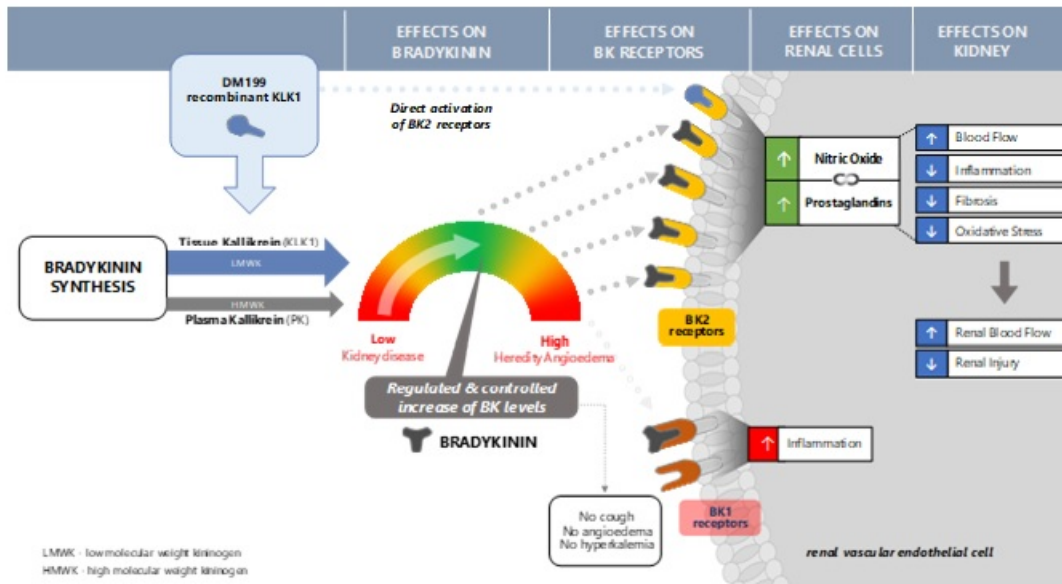 EFFECTS ON
BRADYKININ
EFFECTS ON
BK RECEPTORS
EFFECTS ON
RENAL CELLS
EFFECTS ON
KIDNEY
DM199
recombinant KLK1
Direct activation
of BK2 receptors
BRADYKININ
SYNTHESIS
Tissue Kallikrein (KLK1)
LMWK
HMWK
Plasma Kallikrein (PK)
Low
Kidney disease
High
Heredity Angioedema
Regulated & controlled
increase of BK levels
BRADYKININ
No cough
No angioedema
No hyperkalemia
BK2
receptors
BK1
receptors
Nitric Oxide
Prostaglandins
Inflammation
Blood Flow
Inflammation
Fibrosis
Oxidative Stress
Renal Blood Flow
Renal Injury
renal vascular endothelial cell
LMWK - low molecular weight kininogen
HMWK - high molecular weight kininogen